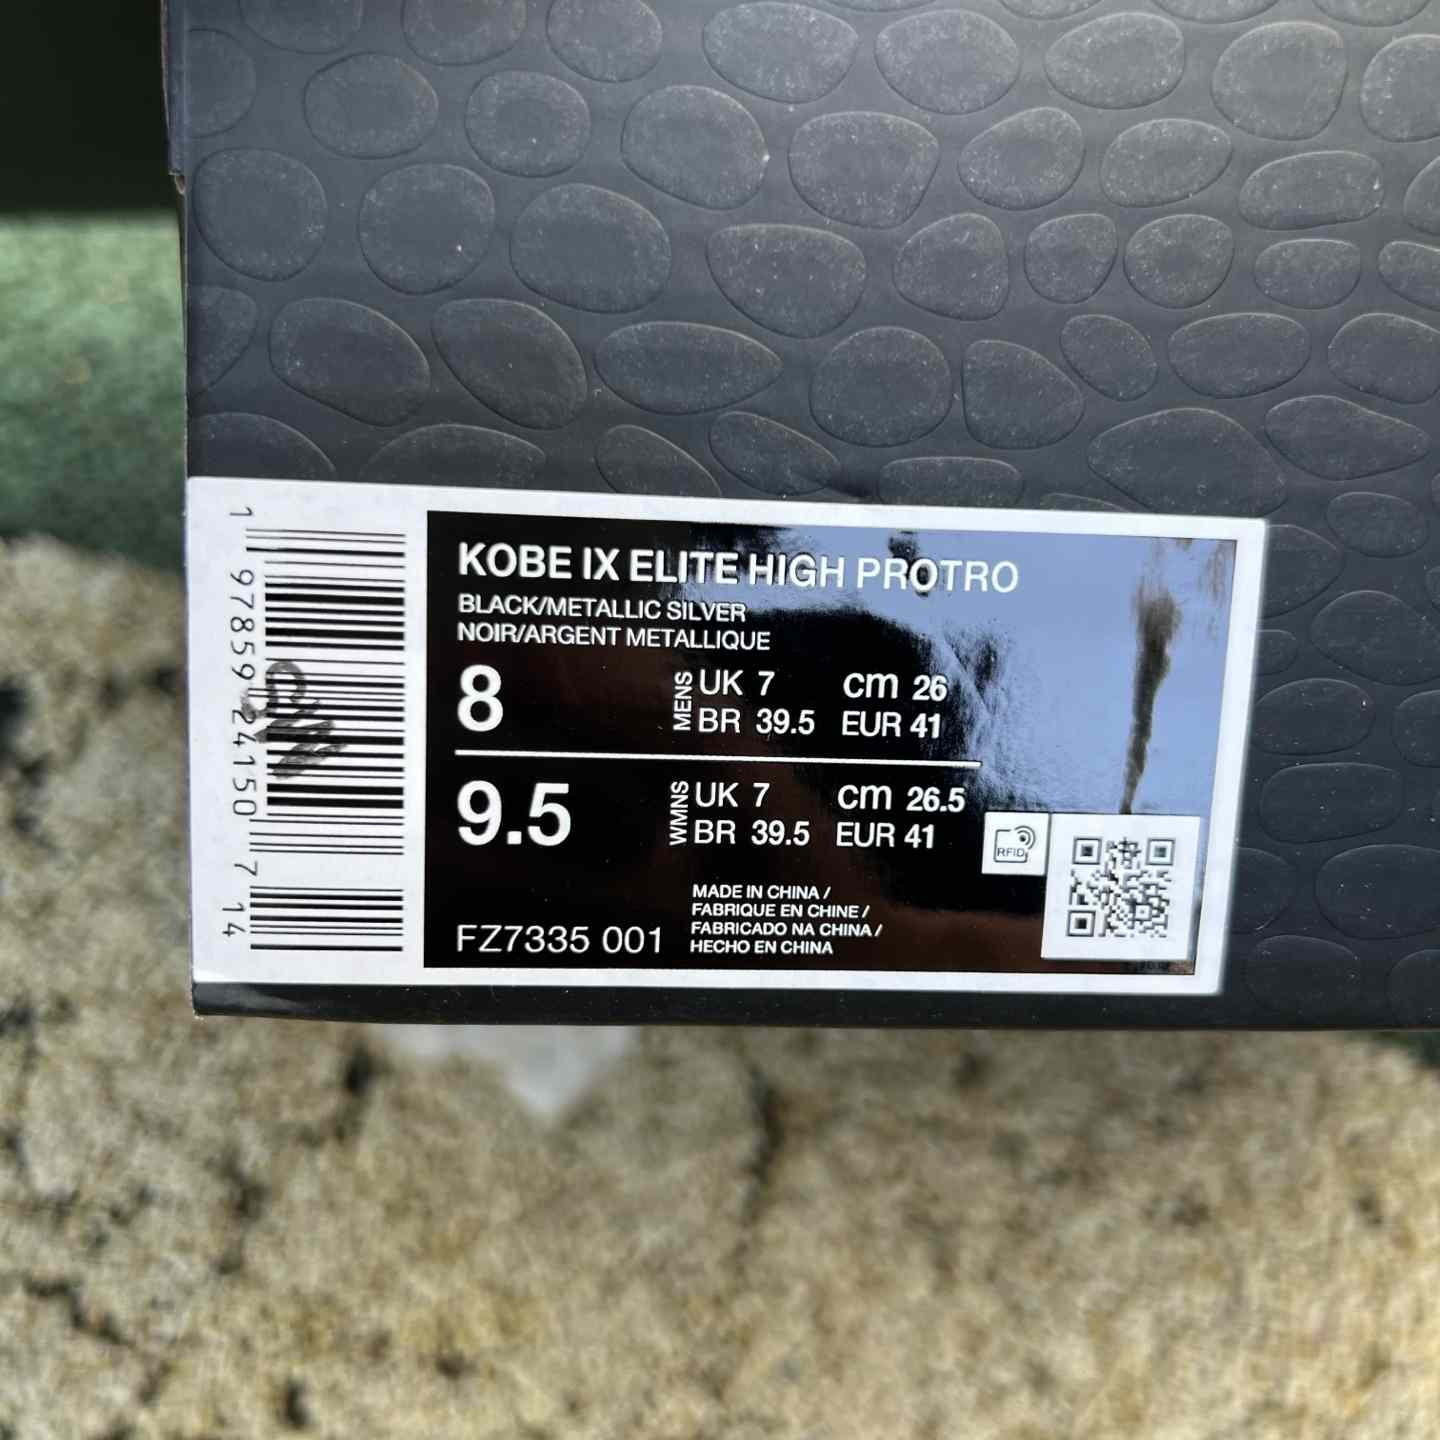 KOBE IX ELITE HIGH PROTRO
BLACK/METALLIC SILVER
NOIR/ARGENT METALLIQUE
8
MENS
UK 7 cm 26
BR 39.5 EUR 41
9.5
WMNS
UK 7 cm 26.5
BR 39.5 EUR 41
RFID
FZ7335 001
MADE IN CHINA /
FABRIQUE EN CHINE /
FABRICADO NA CHINA /
HECHO EN CHINA
1 97859 24150 7 14